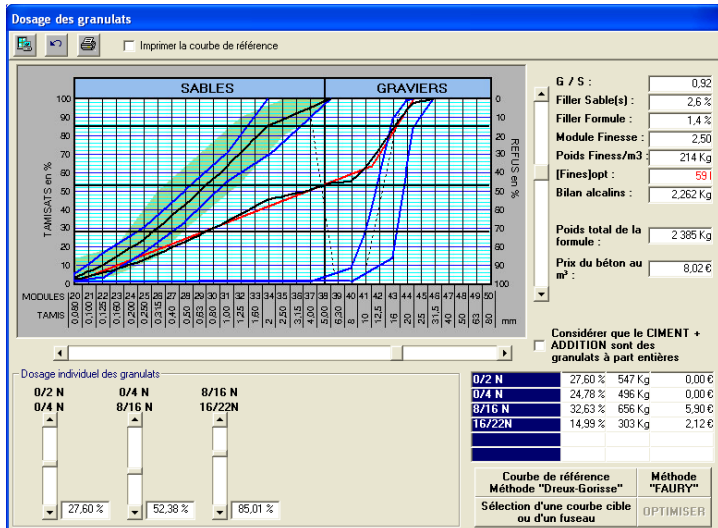 Dosage des granulats
Imprimer la courbe de référence
SABLES GRAVIERS
100 90 80 70 60 50 40 30 20 10 0
TAMISATS en %
0 10 20 30 40 50 60 70 80 90 100
REFUS en %
MODULES 20 21 22 23 24 25 26 27 28 29 30 31 32 33 34 35 36 37 38 39 40 41 42 43 44 45 46 47 48 49 50
TAMIS 0,080 0,100 0,125 0,160 0,200 0,250 0,315 0,40 0,50 0,63 0,80 1,00 1,25 1,60 2 2,50 3,15 4,00 5,00 6,30 8 10 12,5 16 20 25 31,5 40 50 63 80 mm
G / S : 0,92
Filler Sable(s) : 2,6 %
Filler Formule : 1,4 %
Module Finesse : 2,50
Poids Finess/m3 : 214 Kg
[Fines]opt : 59 l
Bilan alcalins : 2,262 Kg
Poids total de la
formule : 2 385 Kg
Prix du béton au
m³ : 8,02 €
Considérer que le CIMENT +
ADDITION sont des
granulats à part entières
Dosage individuel des granulats
0/2 N 0/4 N 8/16 N
0/4 N 8/16 N 16/22N
27,60 % 52,38 % 85,01 %
0/2 N 27,60 % 547 Kg 0,00 €
0/4 N 24,78 % 496 Kg 0,00 €
8/16 N 32,63 % 656 Kg 5,90 €
16/22N 14,99 % 303 Kg 2,12 €
Courbe de référence
Méthode "Dreux-Gorisse"
Méthode
"FAURY"
Sélection d'une courbe cible
ou d'un fuseau
OPTIMISER